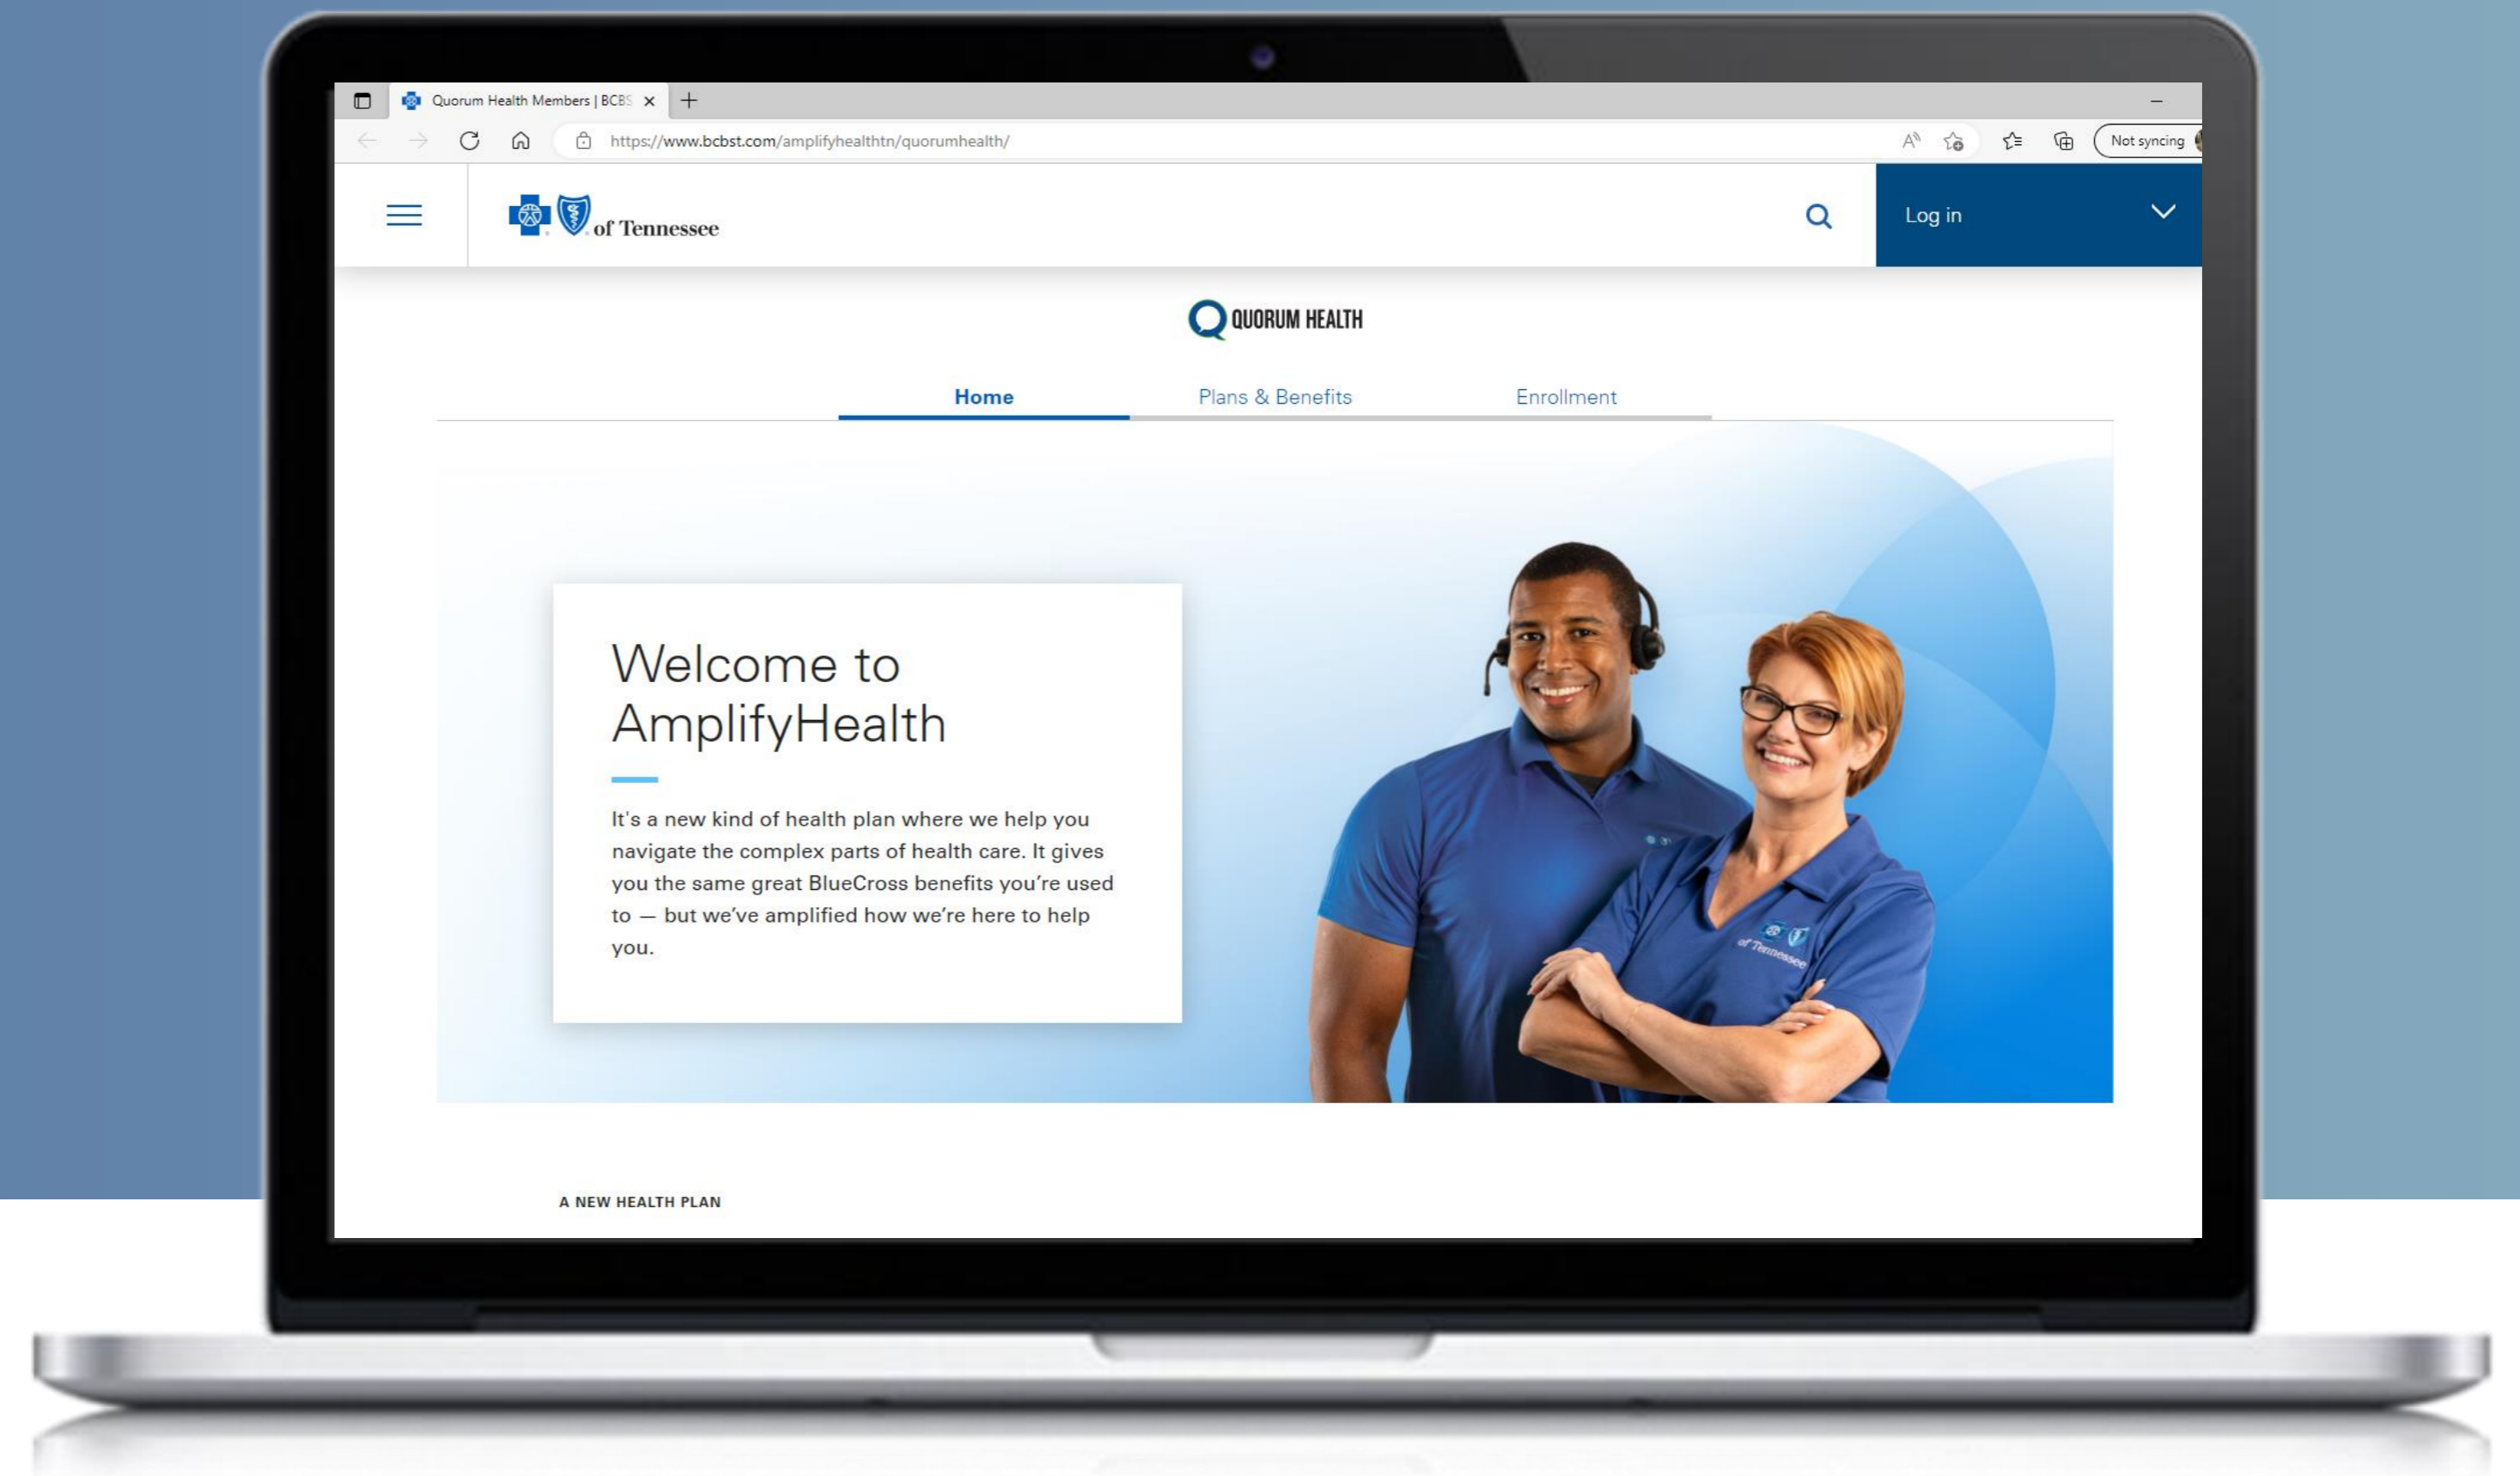 Quorum Health Members | BCBS
https://www.bcbst.com/amplifyhealthtn/quorumhealth/
Not syncing
of Tennessee
Log in
QUORUM HEALTH
Home
Plans & Benefits
Enrollment
Welcome to
AmplifyHealth
It's a new kind of health plan where we help you
navigate the complex parts of health care. It gives
you the same great BlueCross benefits you’re used
to — but we’ve amplified how we’re here to help
you.
of Tennessee
A NEW HEALTH PLAN